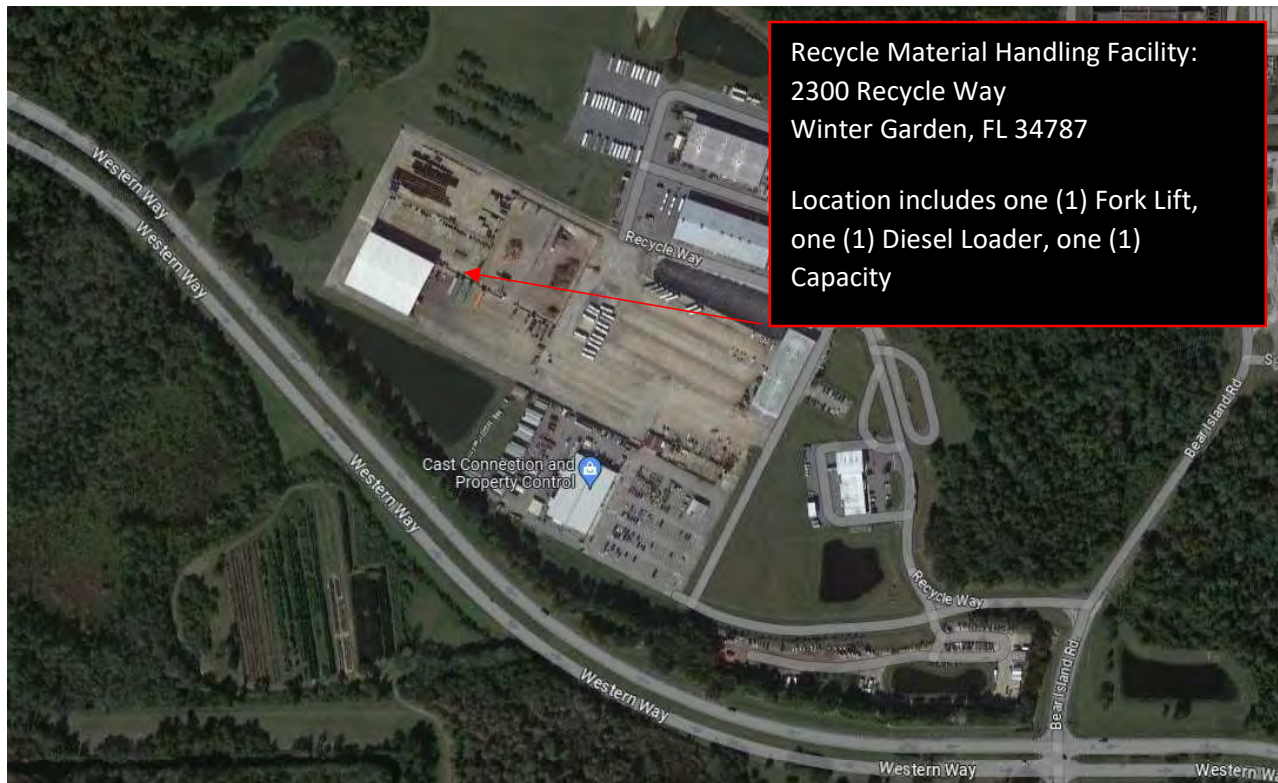 Recycle Material Handling Facility:
2300 Recycle Way
Winter Garden, FL 34787
Location includes one (1) Fork Lift,
one (1) Diesel Loader, one (1)
Capacity
Western Way
Western Way
Recycle Way
Bear Island Rd
S
Cast Connection and
Property Control
Western Way
Recycle Way
Western Way
Bear Island Rd
Western Way
Western W